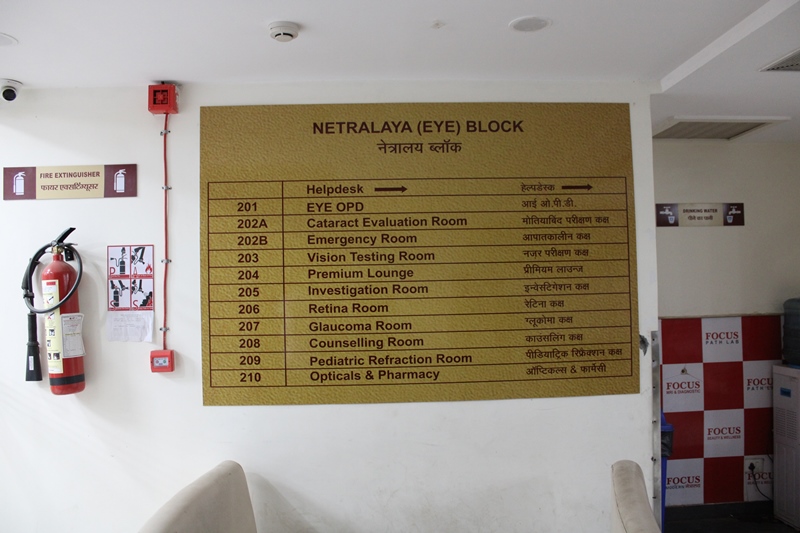 NETRALAYA (EYE) BLOCK
नेत्रालय ब्लॉक
Helpdesk हेल्पडेस्क
201 EYE OPD आई ओ.पी.डी.
202A Cataract Evaluation Room मोतियाबिंद परीक्षण कक्ष
202B Emergency Room आपातकालीन कक्ष
203 Vision Testing Room नज़र परीक्षण कक्ष
204 Premium Lounge प्रीमियम लाउन्ज
205 Investigation Room इन्वेस्टिगेशन कक्ष
206 Retina Room रेटिना कक्ष
207 Glaucoma Room ग्लूकोमा कक्ष
208 Counselling Room काउसलिंग कक्ष
209 Pediatric Refraction Room पीडियाट्रिक रिफ्रैक्शन कक्ष
210 Opticals & Pharmacy ऑप्टिकल्स & फार्मेसी
FIRE EXTINGUISHER
फायर एक्सटिंग्यूसर
DRINKING WATER
पीने का पानी
FOCUS
PATH LAB
FOCUS
FOCUS
FOCUS